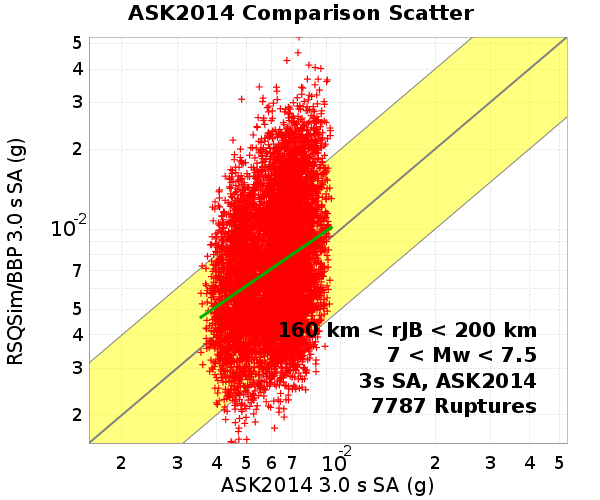 ASK2014 Comparison Scatter
5
4
3
2
10-2
7
5
4
3
2
RSQSim/BBP 3.0 s SA (g)
160 km < rJB < 200 km
7 < Mw < 7.5
3s SA, ASK2014
7787 Ruptures
2 3 4 5 6 7 10-2 2 3 4 5
ASK2014 3.0 s SA (g)